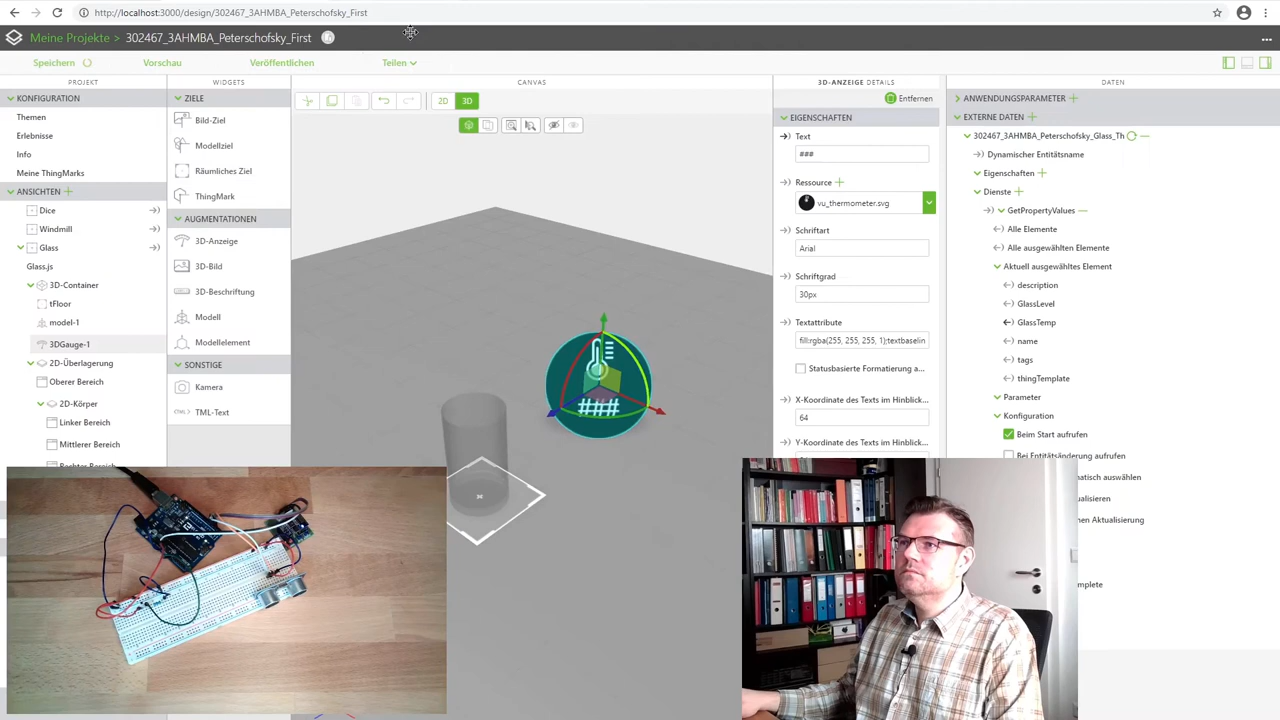 http://localhost:3000/design/302467_3AHMBA_Peterschofsky_First
Meine Projekte > 302467_3AHMBA_Peterschofsky_First
Speichern
Vorschau
Veröffentlichen
Teilen
PROJEKT
WIDGETS
CANVAS
3D-ANZEIGE DETAILS
DATEN
KONFIGURATION
Themen
Erlebnisse
Info
Meine ThingMarks
ANSICHTEN
Dice
Windmill
Glass
Glass.js
3D-Container
tFloor
model-1
3DGauge-1
2D-Überlagerung
Oberer Bereich
2D-Körper
Linker Bereich
Mittlerer Bereich
ZIELE
Bild-Ziel
Modellziel
Räumliches Ziel
ThingMark
AUGMENTATIONEN
3D-Anzeige
3D-Bild
3D-Beschriftung
Modell
Modellelement
SONSTIGE
Kamera
TML-Text
2D
3D
###
Entfernen
EIGENSCHAFTEN
Text
###
Ressource
vu_thermometer.svg
Schriftart
Arial
Schriftgrad
30px
Textattribute
fill:rgba(255, 255, 255, 1);textbaselin
Statusbasierte Formatierung a...
X-Koordinate des Texts im Hinblick...
64
Y-Koordinate des Texts im Hinblick...
ANWENDUNGSPARAMETER
EXTERNE DATEN
302467_3AHMBA_Peterschofsky_Glass_Th
Dynamischer Entitätsname
Eigenschaften
Dienste
GetPropertyValues
Alle Elemente
Alle ausgewählten Elemente
Aktuell ausgewähltes Element
description
GlassLevel
GlassTemp
name
tags
thingTemplate
Parameter
Konfiguration
Beim Start aufrufen
Bei Entitätsänderung aufrufen
matisch auswählen
ualisieren
nen Aktualisierung
mplete